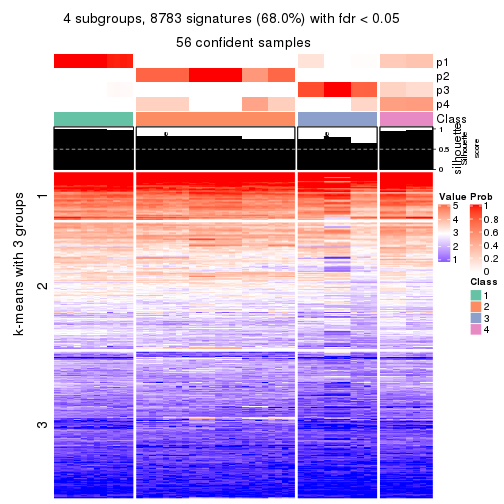 4 subgroups, 8783 signatures (68.0%) with fdr < 0.05
56 confident samples
p1
p2
p3
p4
Class
1
0.5
0
silhouette
Silhouette
score
k-means with 3 groups
1
2
3
Value
5
4
3
2
1
Prob
1
0.8
0.6
0.4
0.2
0
Class
1
2
3
4